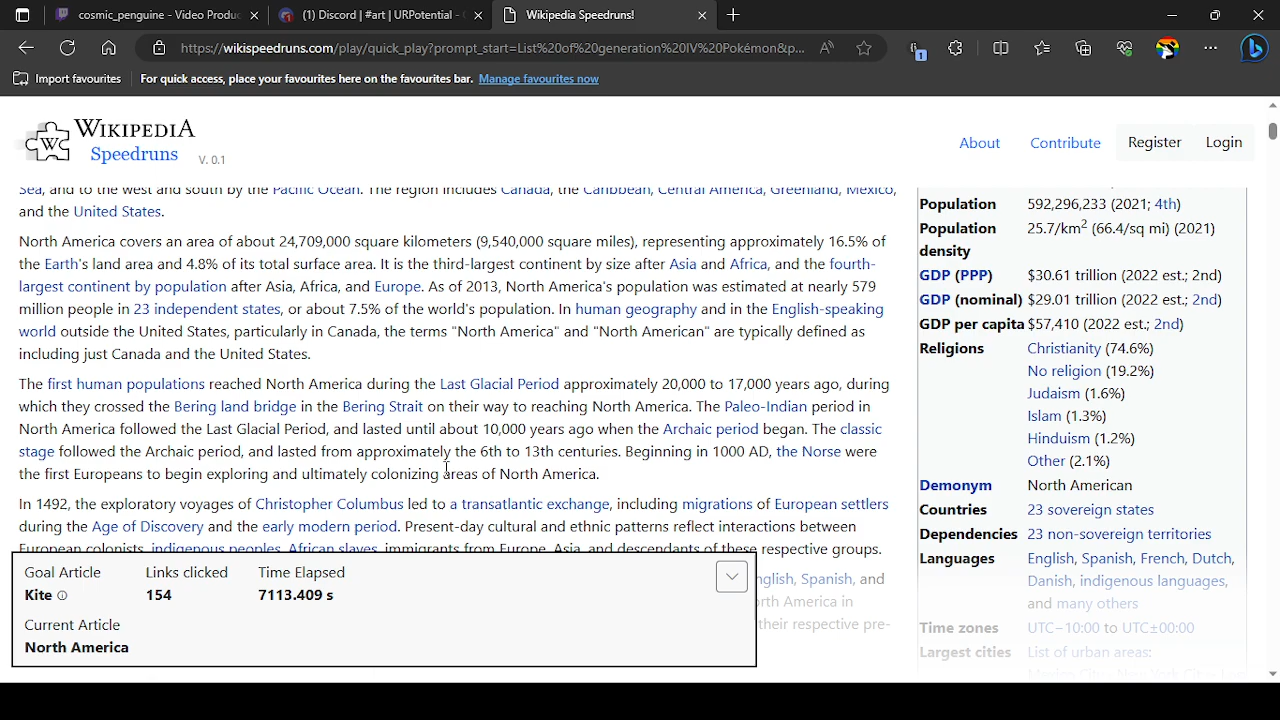 cosmic_penguine - Video Produc
(1) Discord | #art | URPotential -
Wikipedia Speedruns!
https://wikispeedruns.com/play/quick_play?prompt_start=List%20of%20generation%20IV%20Pokémon&p...
1
Import favourites
For quick access, place your favourites here on the favourites bar. Manage favourites now
WIKIPEDIA
Speedruns V. 0.1
About Contribute Register Login
Sea, and to the west and south by the Pacific Ocean. The region includes Canada, the Caribbean, Central America, Greenland, Mexico,
and the United States.
North America covers an area of about 24,709,000 square kilometers (9,540,000 square miles), representing approximately 16.5% of
the Earth's land area and 4.8% of its total surface area. It is the third-largest continent by size after Asia and Africa, and the fourth-
largest continent by population after Asia, Africa, and Europe. As of 2013, North America's population was estimated at nearly 579
million people in 23 independent states, or about 7.5% of the world's population. In human geography and in the English-speaking
world outside the United States, particularly in Canada, the terms "North America" and "North American" are typically defined as
including just Canada and the United States.
The first human populations reached North America during the Last Glacial Period approximately 20,000 to 17,000 years ago, during
which they crossed the Bering land bridge in the Bering Strait on their way to reaching North America. The Paleo-Indian period in
North America followed the Last Glacial Period, and lasted until about 10,000 years ago when the Archaic period began. The classic
stage followed the Archaic period, and lasted from approximately the 6th to 13th centuries. Beginning in 1000 AD, the Norse were
the first Europeans to begin exploring and ultimately colonizing areas of North America.
In 1492, the exploratory voyages of Christopher Columbus led to a transatlantic exchange, including migrations of European settlers
during the Age of Discovery and the early modern period. Present-day cultural and ethnic patterns reflect interactions between
European colonists, indigenous peoples, African slaves, immigrants from Europe, Asia, and descendants of these respective groups.
nglish, Spanish, and
orth America in
their respective pre-
Population 592,296,233 (2021; 4th)
Population 25.7/km2 (66.4/sq mi) (2021)
density
GDP (PPP) $30.61 trillion (2022 est.; 2nd)
GDP (nominal) $29.01 trillion (2022 est.; 2nd)
GDP per capita $57,410 (2022 est.; 2nd)
Religions Christianity (74.6%)
No religion (19.2%)
Judaism (1.6%)
Islam (1.3%)
Hinduism (1.2%)
Other (2.1%)
Demonym North American
Countries 23 sovereign states
Dependencies 23 non-sovereign territories
Languages English, Spanish, French, Dutch,
Danish, indigenous languages,
and many others
Time zones UTC−10:00 to UTC±00:00
Largest cities List of urban areas:
Goal Article Links clicked Time Elapsed
Kite 154 7113.409 s
Current Article
North America